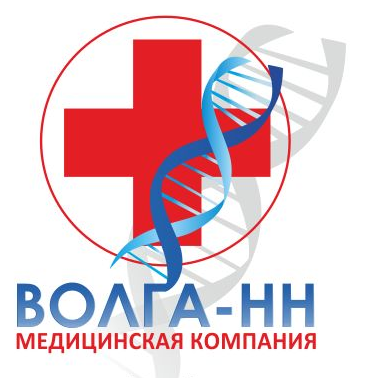 ВОЛГА-НН
МЕДИЦИНСКАЯ КОМПАНИЯ